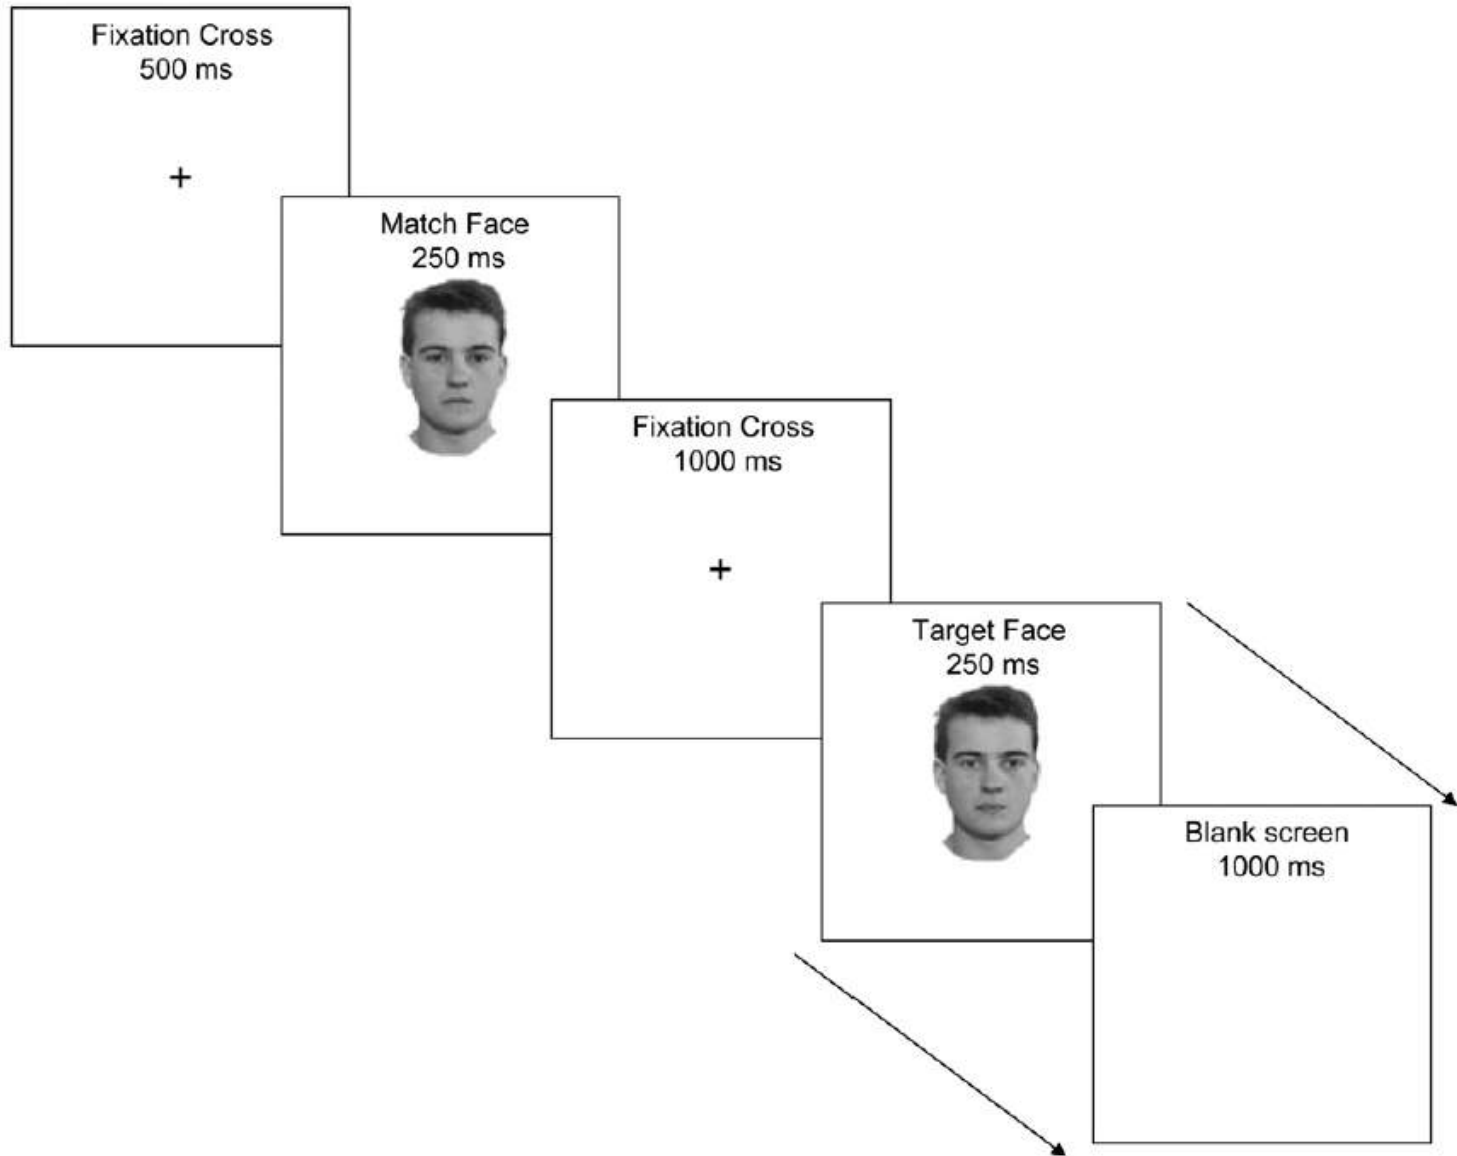 Fixation Cross
500 ms
+
Match Face
250 ms
Fixation Cross
1000 ms
+
Target Face
250 ms
Blank screen
1000 ms